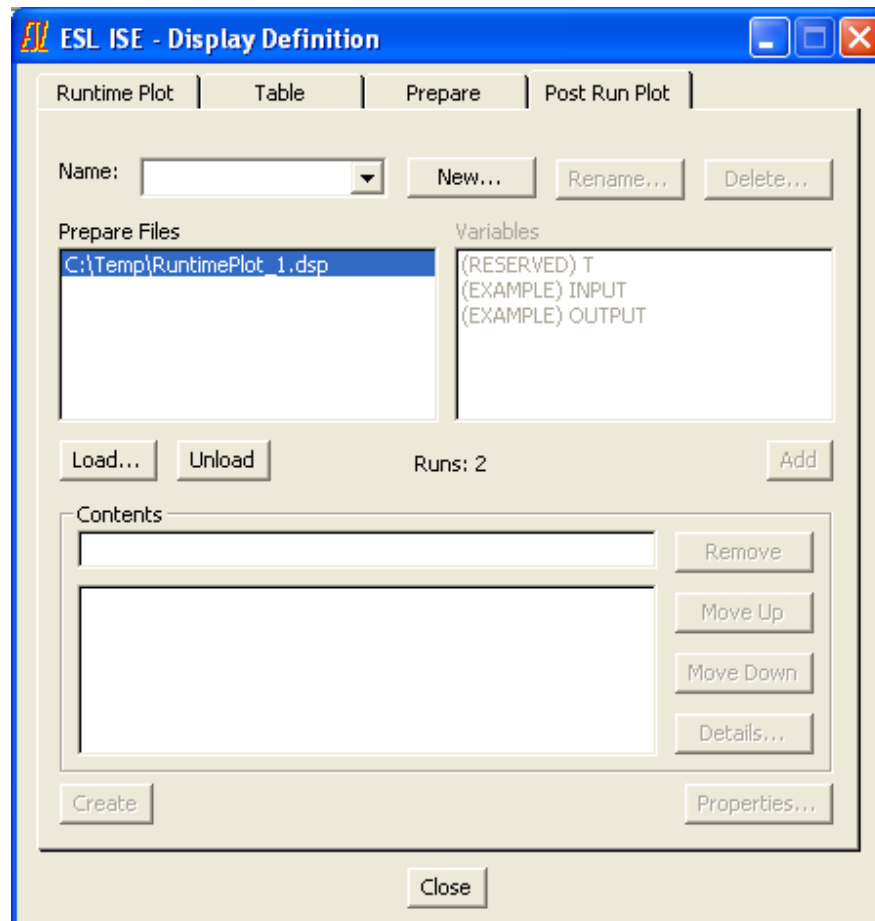 ESL ISE - Display Definition
Runtime Plot Table Prepare Post Run Plot
Name: New... Rename... Delete...
Prepare Files Variables
C:\Temp\RuntimePlot_1.dsp (RESERVED) T
(EXAMPLE) INPUT
(EXAMPLE) OUTPUT
Load... Unload Runs: 2 Add
Contents
Remove
Move Up
Move Down
Details...
Create Properties...
Close